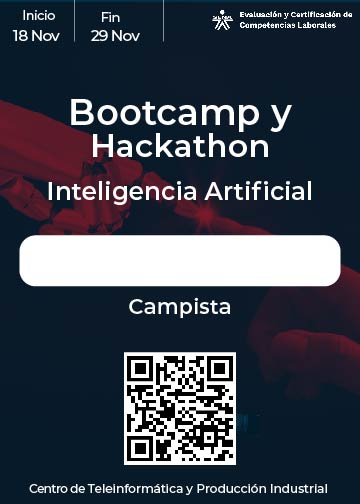 Inicio
18 Nov
Fin
29 Nov
Evaluación y Certificación de
Competencias Laborales
Bootcamp y
Hackathon
Inteligencia Artificial
Campista
Centro de Teleinformática y Producción Industrial